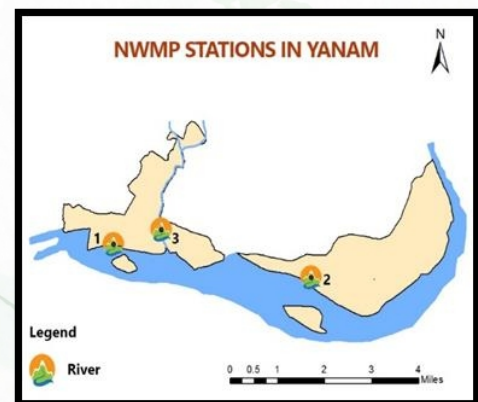 NWMP STATIONS IN YANAM
N
1
3
2
Legend
River
0 0.5 1 2 3 4
Miles